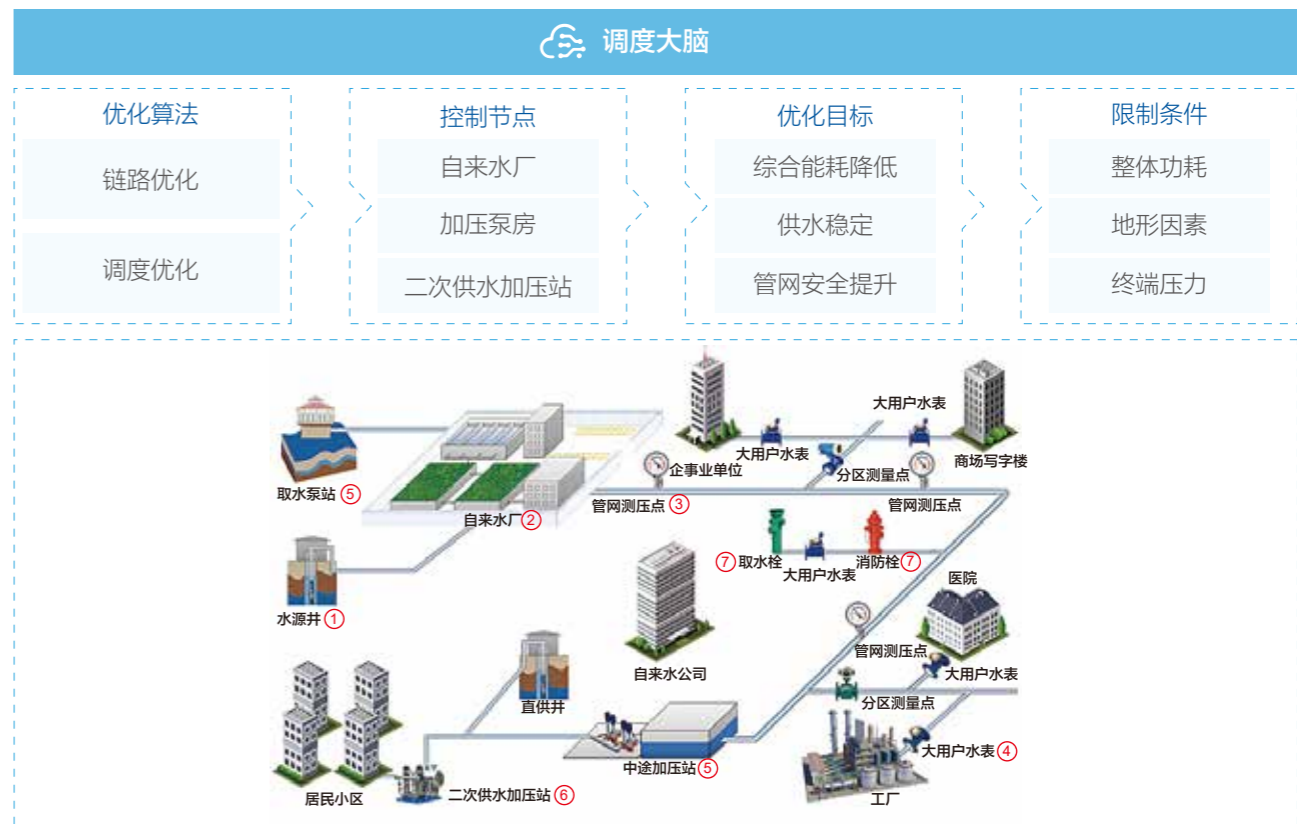 调度大脑
优化算法
链路优化
调度优化
控制节点
自来水厂
加压泵房
二次供水加压站
优化目标
综合能耗降低
供水稳定
管网安全提升
限制条件
整体功耗
地形因素
终端压力
大用户水表
大用户水表
商场写字楼
企事业单位
分区测量点
取水泵站⑤
自来水厂②
管网测压点③
管网测压点
⑦取水栓
大用户水表
消防栓⑦
医院
水源井①
自来水公司
管网测压点
大用户水表
直供井
分区测量点
大用户水表④
中途加压站⑤
居民小区
二次供水加压站⑥
工厂